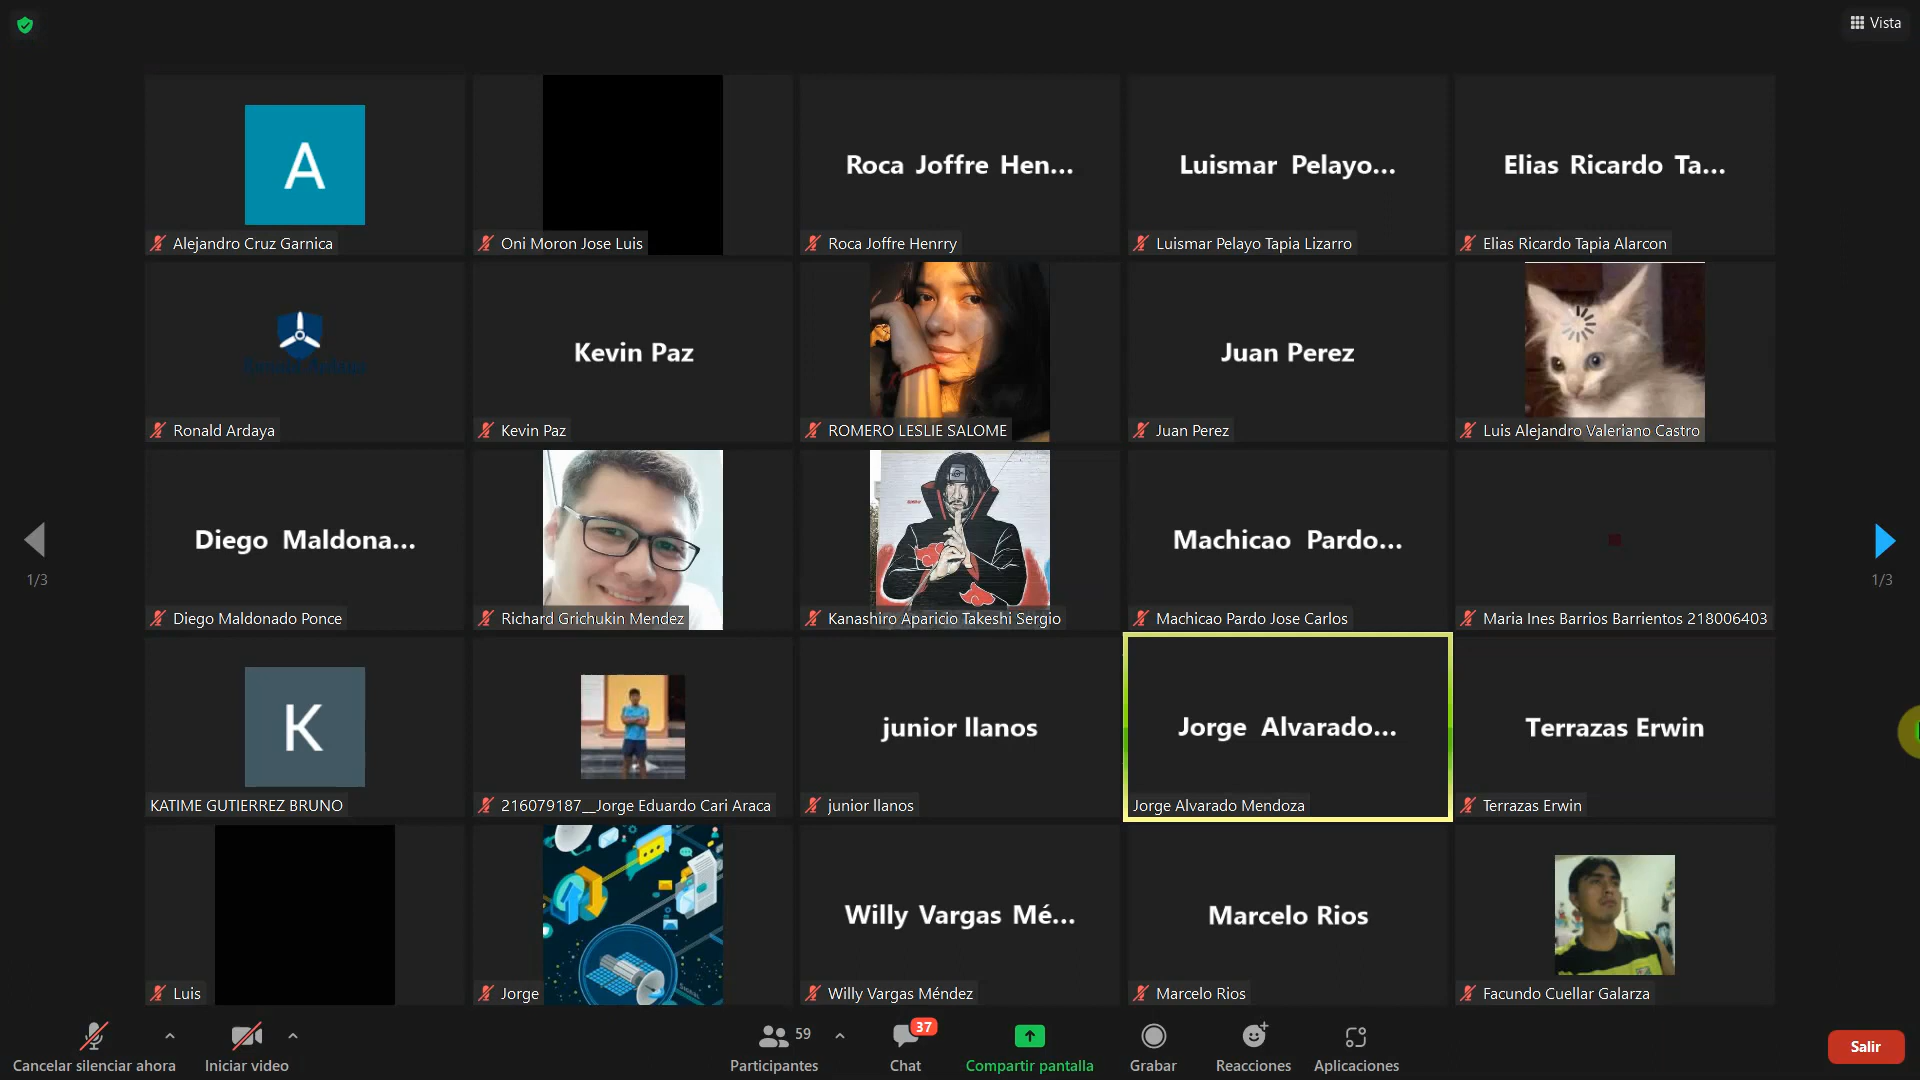 Vista
A
Roca Joffre Hen...
Luismar Pelayo...
Elias Ricardo Ta...
Alejandro Cruz Garnica
Oni Moron Jose Luis
Roca Joffre Henrry
Luismar Pelayo Tapia Lizarro
Elias Ricardo Tapia Alarcon
Kevin Paz
Juan Perez
Ronald Ardaya
Kevin Paz
ROMERO LESLIE SALOME
Juan Perez
Luis Alejandro Valeriano Castro
Diego Maldona...
Machicao Pardo...
1/3
1/3
Diego Maldonado Ponce
Richard Grichukin Mendez
Kanashiro Aparicio Takeshi Sergio
Machicao Pardo Jose Carlos
Maria Ines Barrios Barrientos 218006403
K
junior llanos
Jorge Alvarado...
Terrazas Erwin
KATIME GUTIERREZ BRUNO
216079187__Jorge Eduardo Cari Araca
junior llanos
Jorge Alvarado Mendoza
Terrazas Erwin
Willy Vargas Mé...
Marcelo Rios
Luis
Jorge
Willy Vargas Méndez
Marcelo Rios
Facundo Cuellar Galarza
59
37
Cancelar silenciar ahora
Iniciar video
Participantes
Chat
Compartir pantalla
Grabar
Reacciones
Aplicaciones
Salir